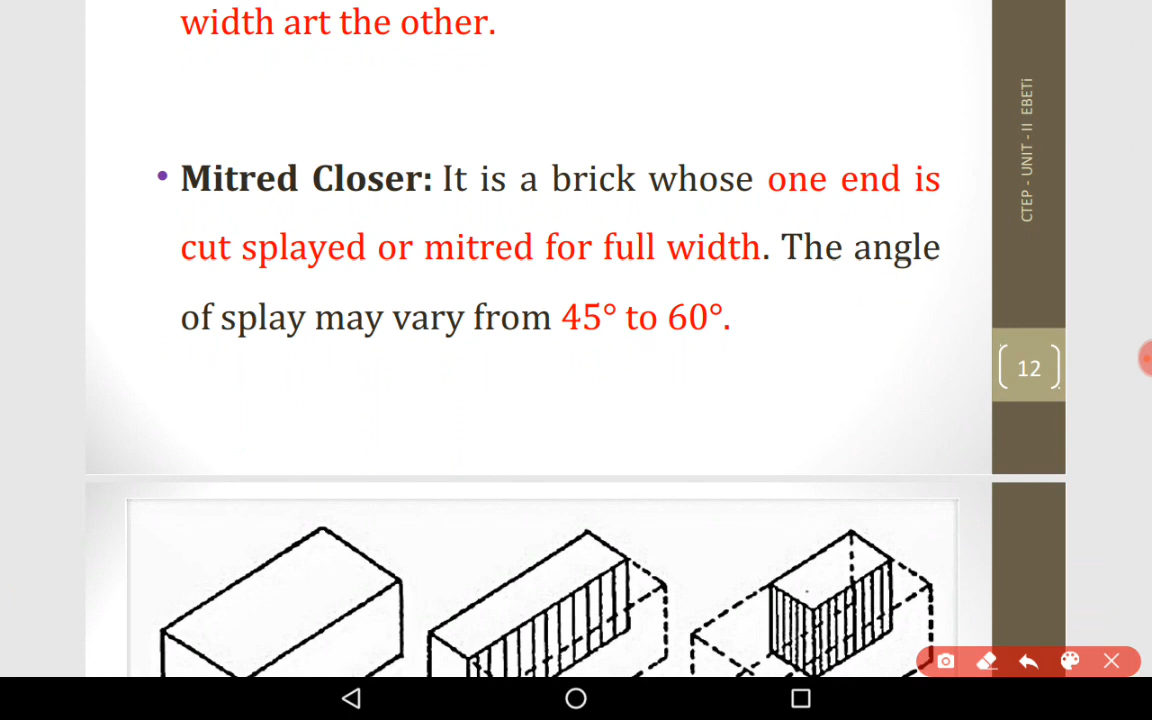 width art the other.
• Mitred Closer: It is a brick whose one end is
cut splayed or mitred for full width. The angle
of splay may vary from 45° to 60°.
CTEP - UNIT - II EBETi
12